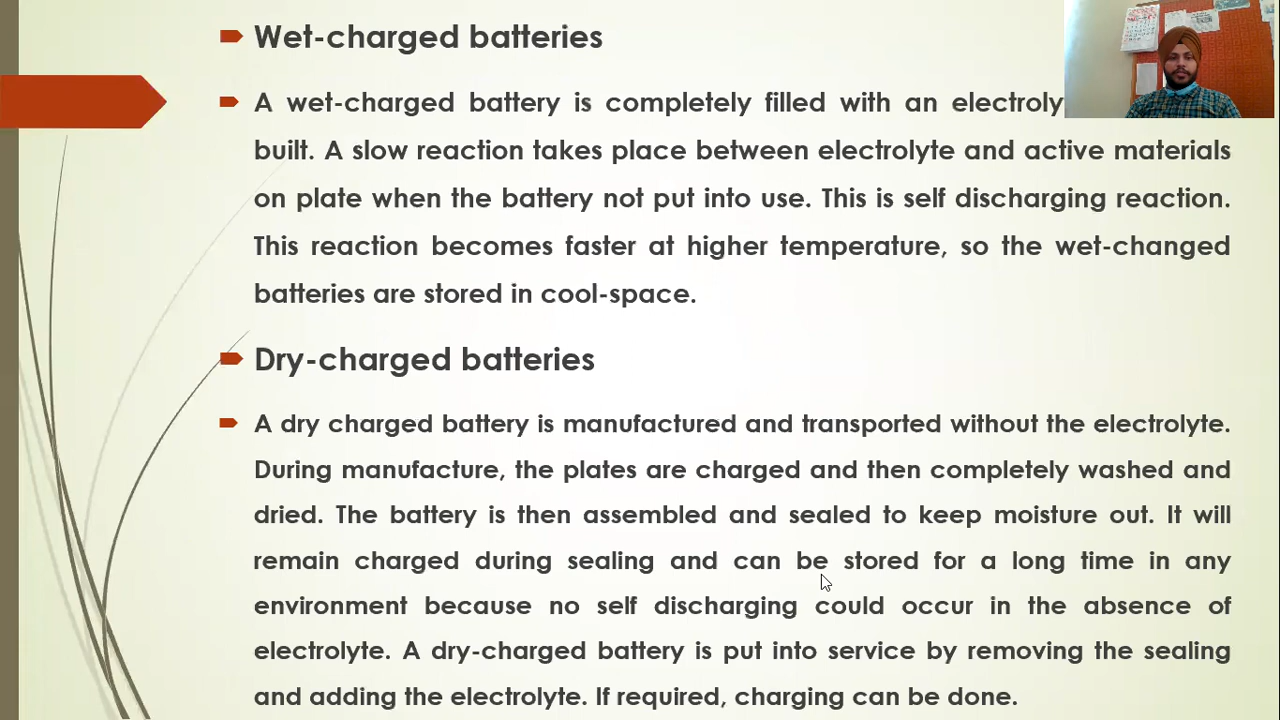 Wet-charged batteries
A wet-charged battery is completely filled with an
built. A slow reaction takes place between electrolyte and active materials
on plate when the battery not put into use. This is self discharging reaction.
This reaction becomes faster at higher temperature, so the wet-changed
batteries are stored in cool-space.
Dry-charged batteries
A dry charged battery is manufactured and transported without the electrolyte.
During manufacture, the plates are charged and then completely washed and
dried. The battery is then assembled and sealed to keep moisture out. It will
remain charged during sealing and can be stored for a long time in any
environment because no self discharging could occur in the absence of
electrolyte. A dry-charged battery is put into service by removing the sealing
and adding the electrolyte. If required, charging can be done.